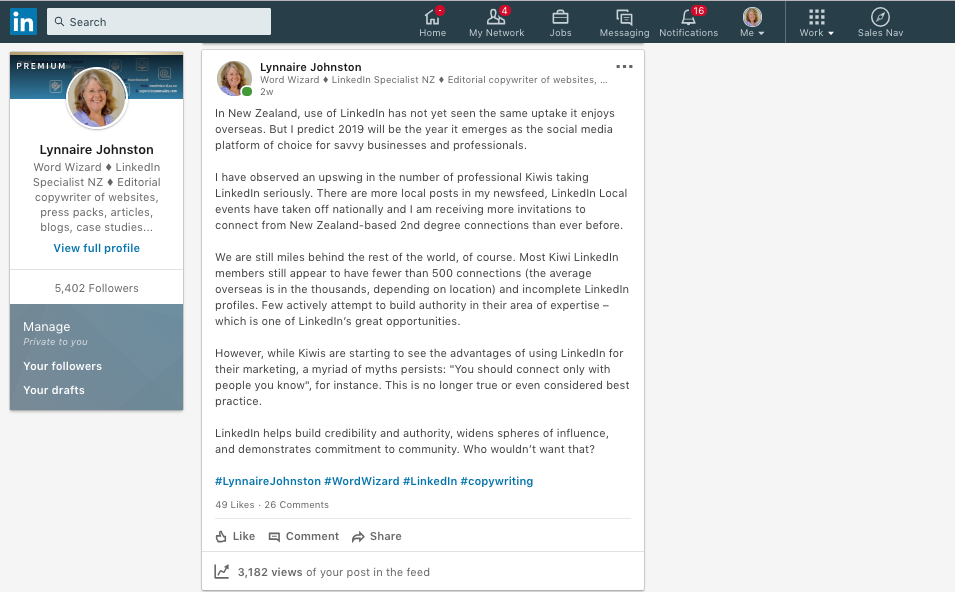 in
Search
4
16
Home
My Network
Jobs
Messaging
Notifications
Me
Work
Sales Nav
PREMIUM
Lynnaire Johnston
Word Wizard ♦ LinkedIn
Specialist NZ ♦ Editorial
copywriter of websites,
press packs, articles,
blogs, case studies...
View full profile
5,402 Followers
Manage
Private to you
Your followers
Your drafts
Lynnaire Johnston
Word Wizard ♦ LinkedIn Specialist NZ ♦ Editorial copywriter of websites, ...
2w
In New Zealand, use of LinkedIn has not yet seen the same uptake it enjoys
overseas. But I predict 2019 will be the year it emerges as the social media
platform of choice for savvy businesses and professionals.
I have observed an upswing in the number of professional Kiwis taking
LinkedIn seriously. There are more local posts in my newsfeed, LinkedIn Local
events have taken off nationally and I am receiving more invitations to
connect from New Zealand-based 2nd degree connections than ever before.
We are still miles behind the rest of the world, of course. Most Kiwi LinkedIn
members still appear to have fewer than 500 connections (the average
overseas is in the thousands, depending on location) and incomplete LinkedIn
profiles. Few actively attempt to build authority in their area of expertise –
which is one of LinkedIn's great opportunities.
However, while Kiwis are starting to see the advantages of using LinkedIn for
their marketing, a myriad of myths persists: "You should connect only with
people you know", for instance. This is no longer true or even considered best
practice.
LinkedIn helps build credibility and authority, widens spheres of influence,
and demonstrates commitment to community. Who wouldn't want that?
#LynnaireJohnston #WordWizard #LinkedIn #copywriting
49 Likes · 26 Comments
Like
Comment
Share
3,182 views of your post in the feed